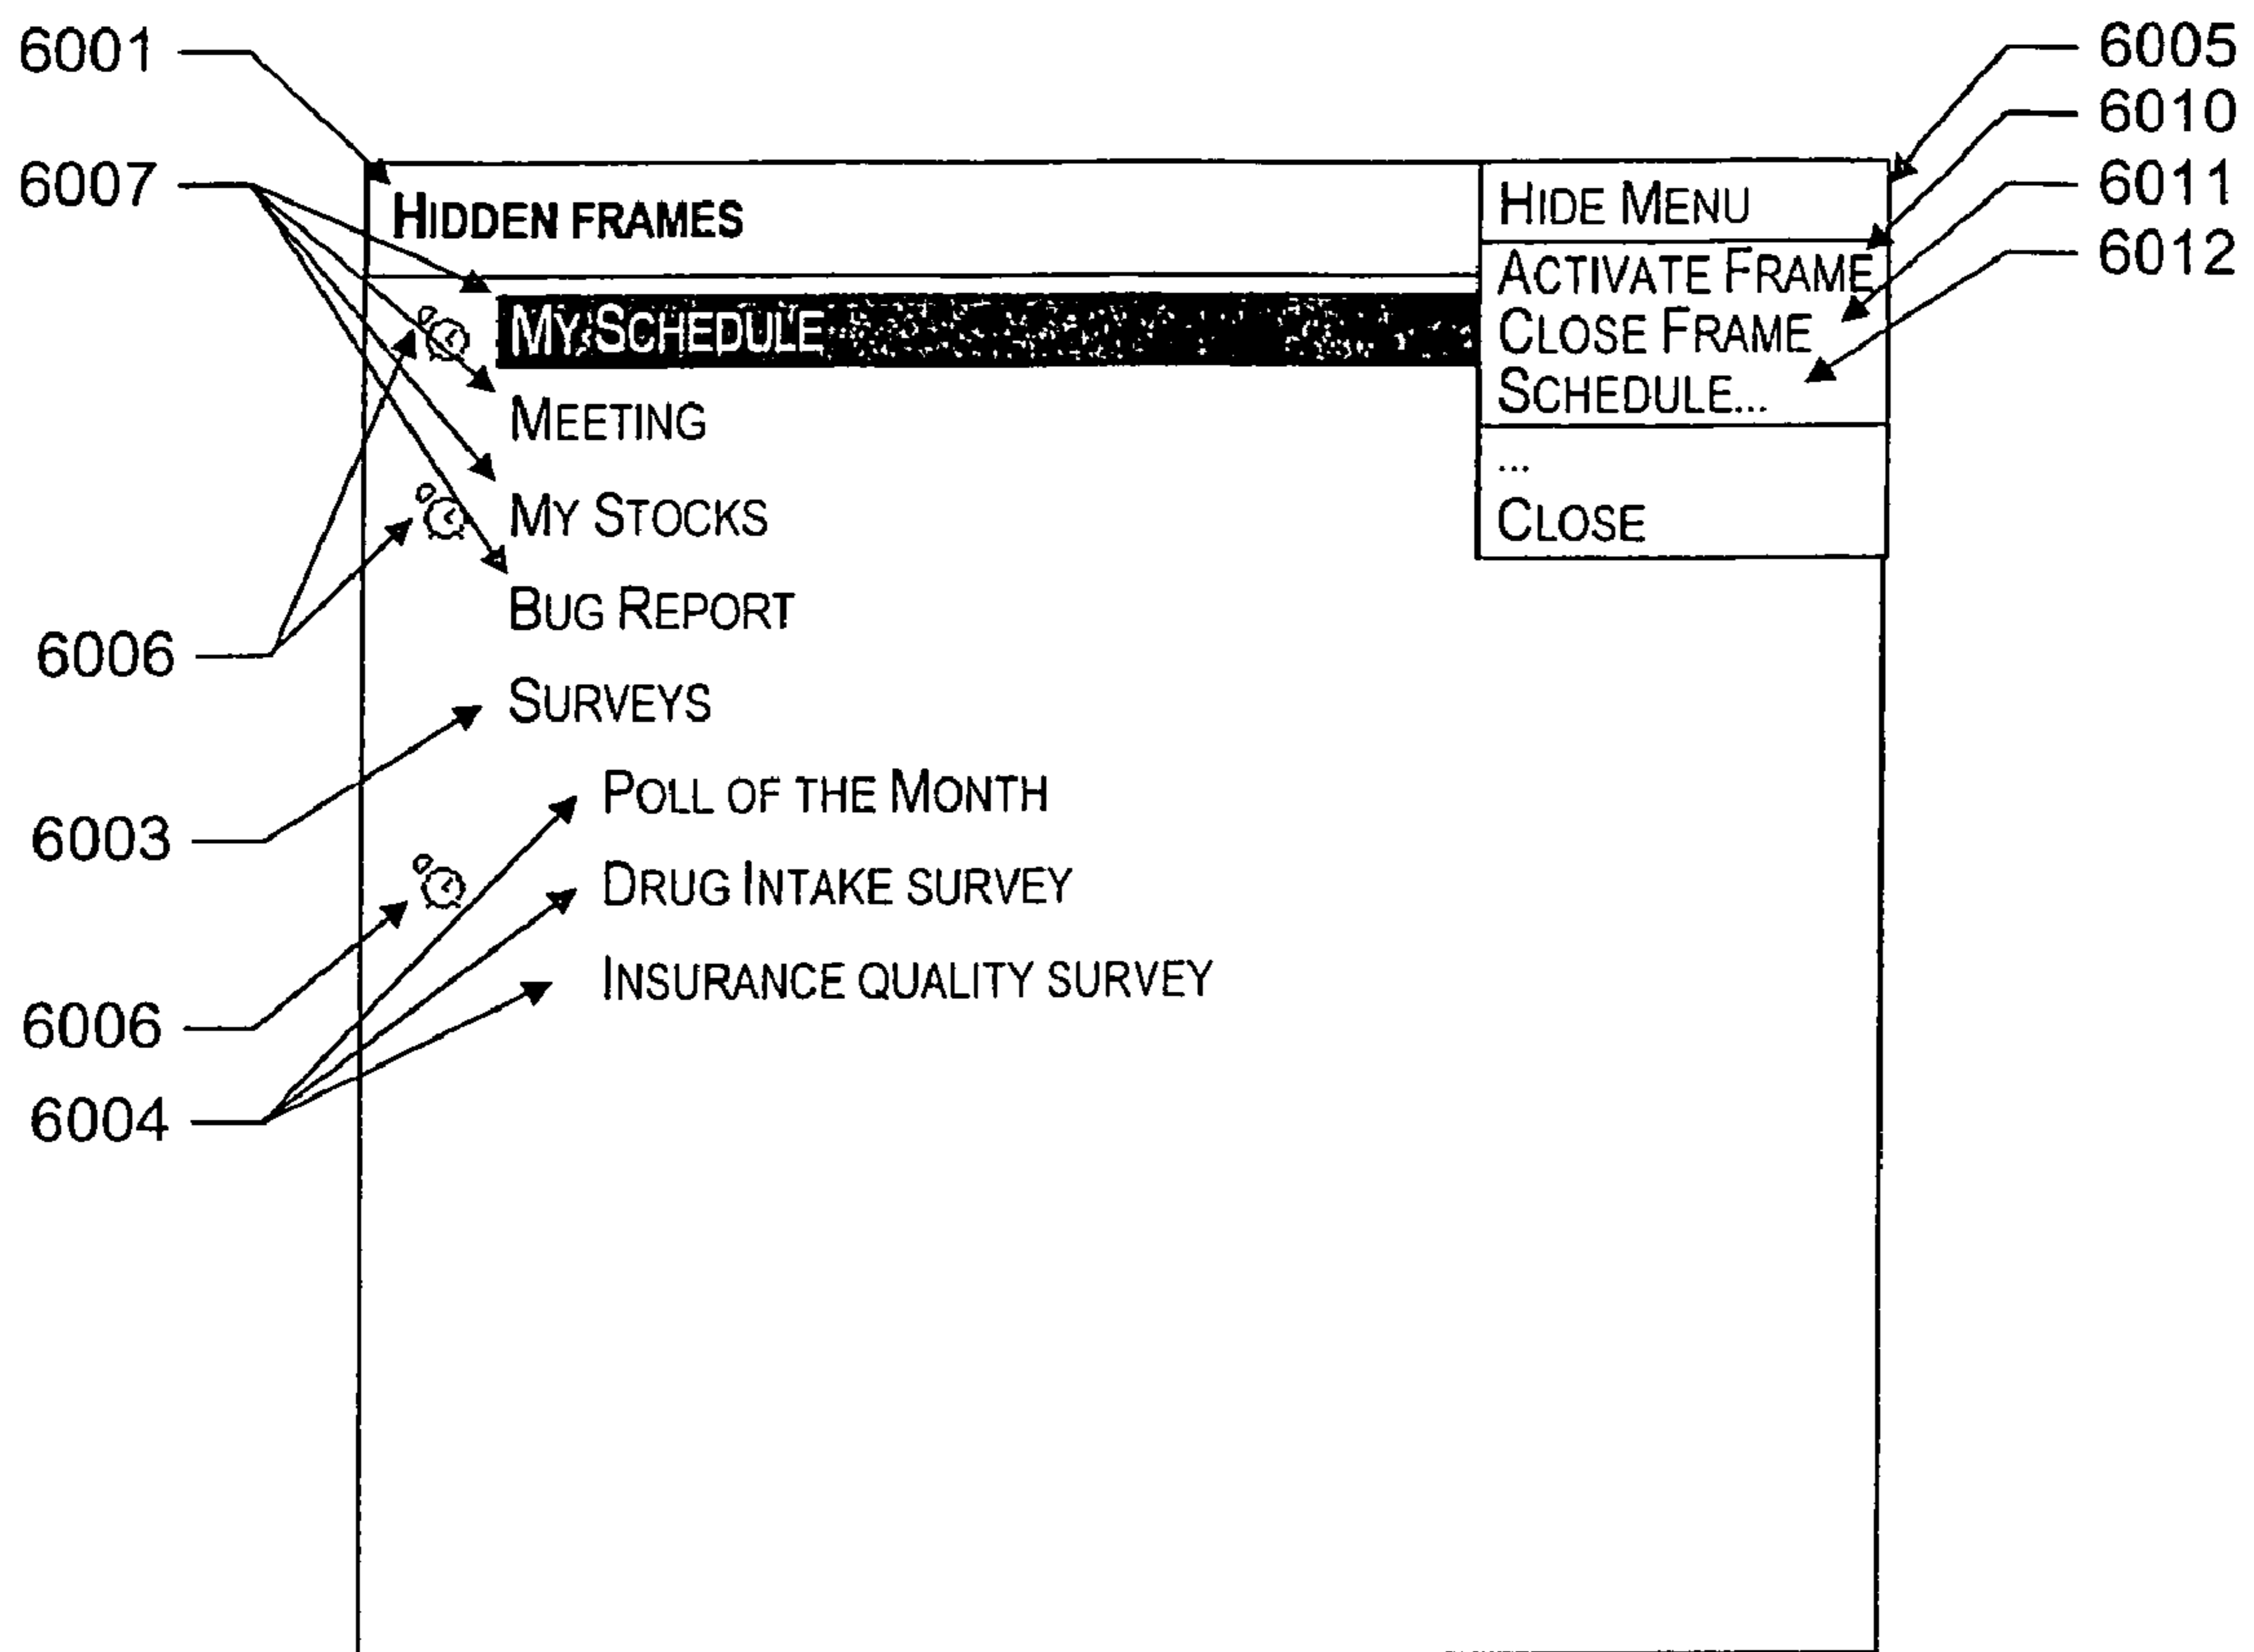 6001
6005
6010
6007
6011
6012
HIDDEN FRAMES
HIDE MENU
ACTIVATE FRAME
CLOSE FRAME
SCHEDULE...
...
CLOSE
MY SCHEDULE
MEETING
MY STOCKS
BUG REPORT
6006
SURVEYS
POLL OF THE MONTH
6003
DRUG INTAKE SURVEY
INSURANCE QUALITY SURVEY
6006
6004